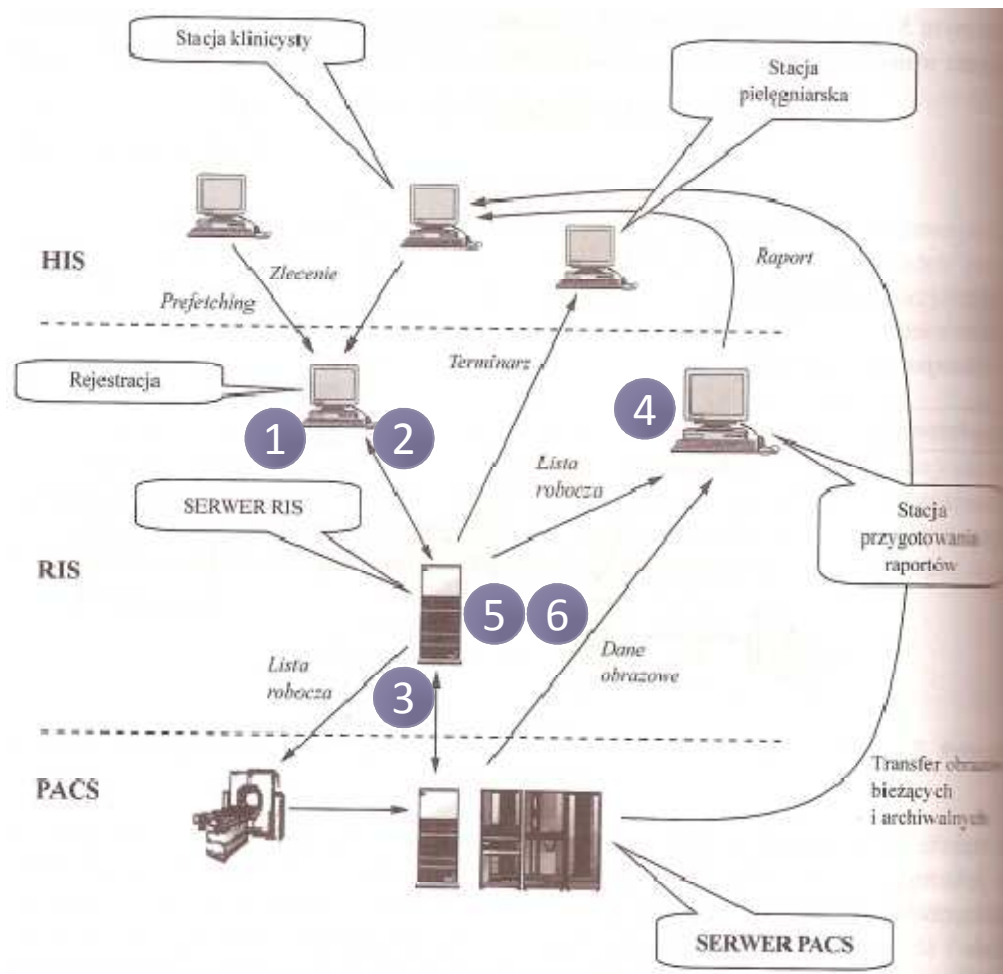 Stacja klinicysty
Stacja
pielęgniarska
HIS
Zlecenie
Prefetching
Raport
Rejestracja
Terminarz
1
2
4
Lista
robocza
SERWER RIS
Stacja
przygotowania
raportów
RIS
5
6
Lista
robocza
3
Dane
obrazowe
PACS
Transfer
bieżących
i archiwalnych
SERWER PACS